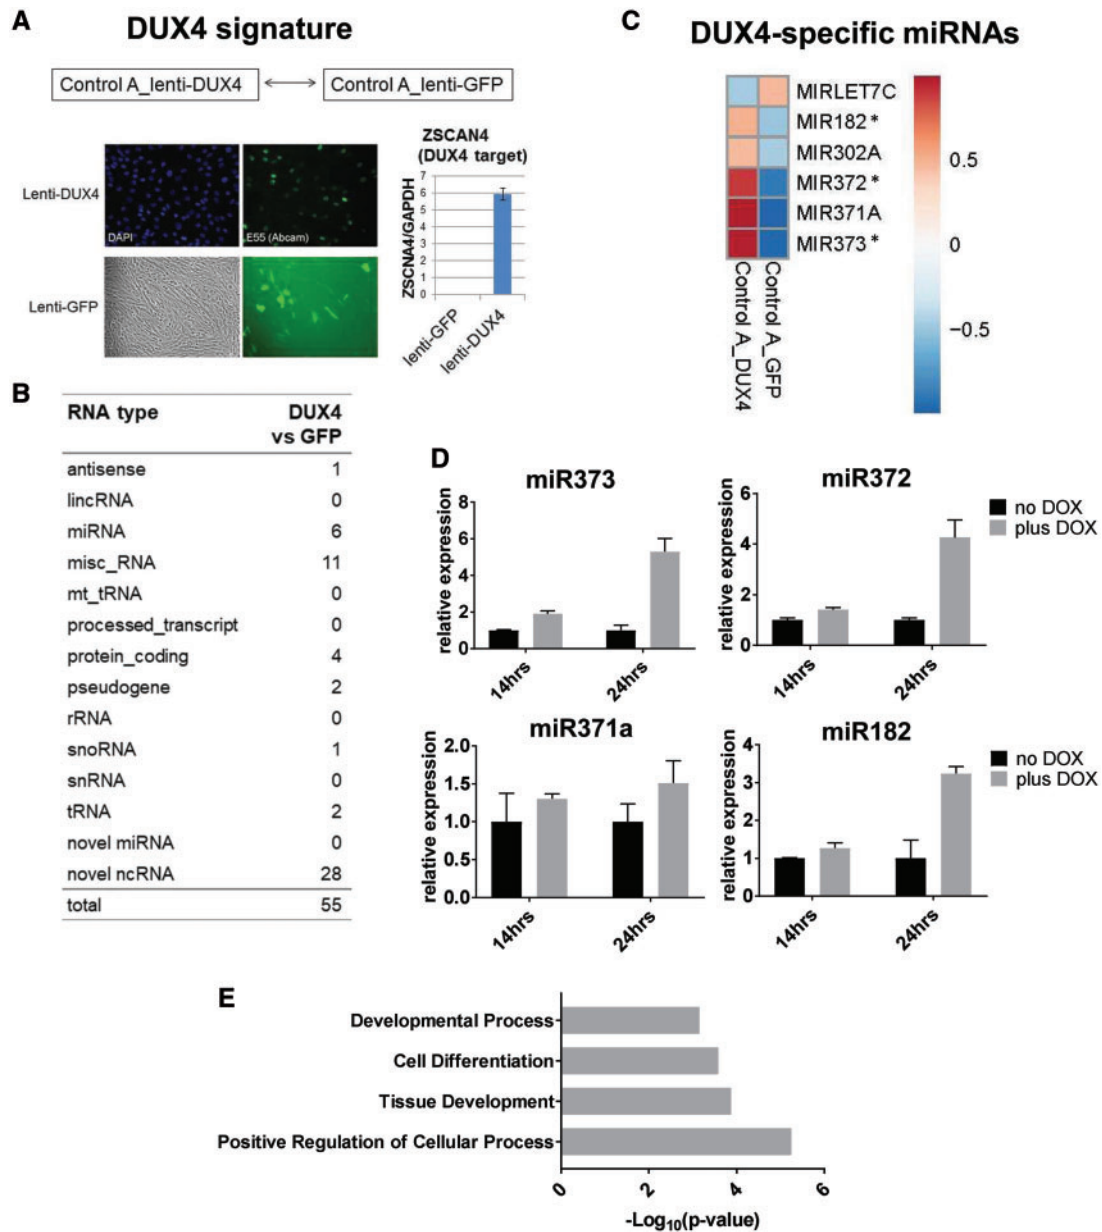 A
DUX4 signature
Control A_lenti-DUX4
Control A_lenti-GFP
Lenti-DUX4
DAPI
E55 (Abcam)
Lenti-GFP
ZSCAN4
(DUX4 target)
ZSCNA4/GAPDH
7
6
5
4
3
2
1
0
lenti-GFP
lenti-DUX4
B
RNA type DUX4
vs GFP
antisense 1
lincRNA 0
miRNA 6
misc_RNA 11
mt_tRNA 0
processed_transcript 0
protein_coding 4
pseudogene 2
rRNA 0
snoRNA 1
snRNA 0
tRNA 2
novel miRNA 0
novel ncRNA 28
total 55
C
DUX4-specific miRNAs
MIRLET7C
MIR182 *
MIR302A
MIR372 *
MIR371A
MIR373 *
Control A_DUX4
Control A_GFP
0.5
0
−0.5
D
miR373
relative expression
8
6
4
2
0
14hrs
24hrs
miR372
relative expression
6
4
2
0
14hrs
24hrs
no DOX
plus DOX
miR371a
relative expression
2.0
1.5
1.0
0.5
0.0
14hrs
24hrs
miR182
relative expression
4
3
2
1
0
14hrs
24hrs
no DOX
plus DOX
E
Developmental Process
Cell Differentiation
Tissue Development
Positive Regulation of Cellular Process
0
2
4
6
-Log10(p-value)